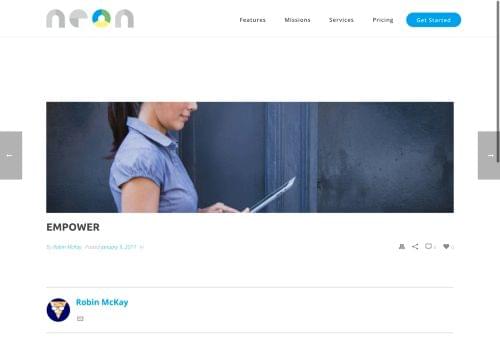 neon
Features Missions Services Pricing Get Started
← →
EMPOWER
By Robin McKay Posted January 9, 2017 In
0 0
Robin McKay